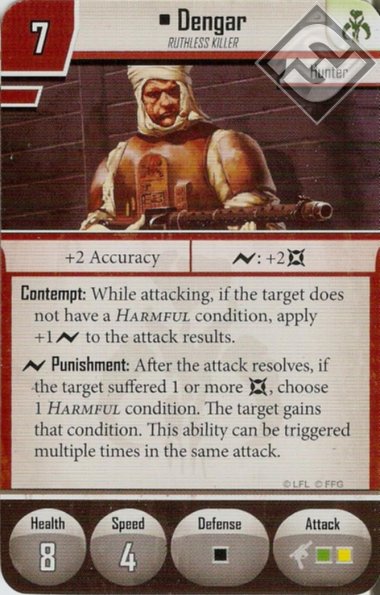 7
Dengar
RUTHLESS KILLER
Hunter
+2 Accuracy
: +2
Contempt: While attacking, if the target does
not have a HARMFUL condition, apply
+1 to the attack results.
Punishment: After the attack resolves, if
the target suffered 1 or more , choose
1 HARMFUL condition. The target gains
that condition. This ability can be triggered
multiple times in the same attack.
© LFL © FFG
Health
Speed
Defense
Attack
8
4